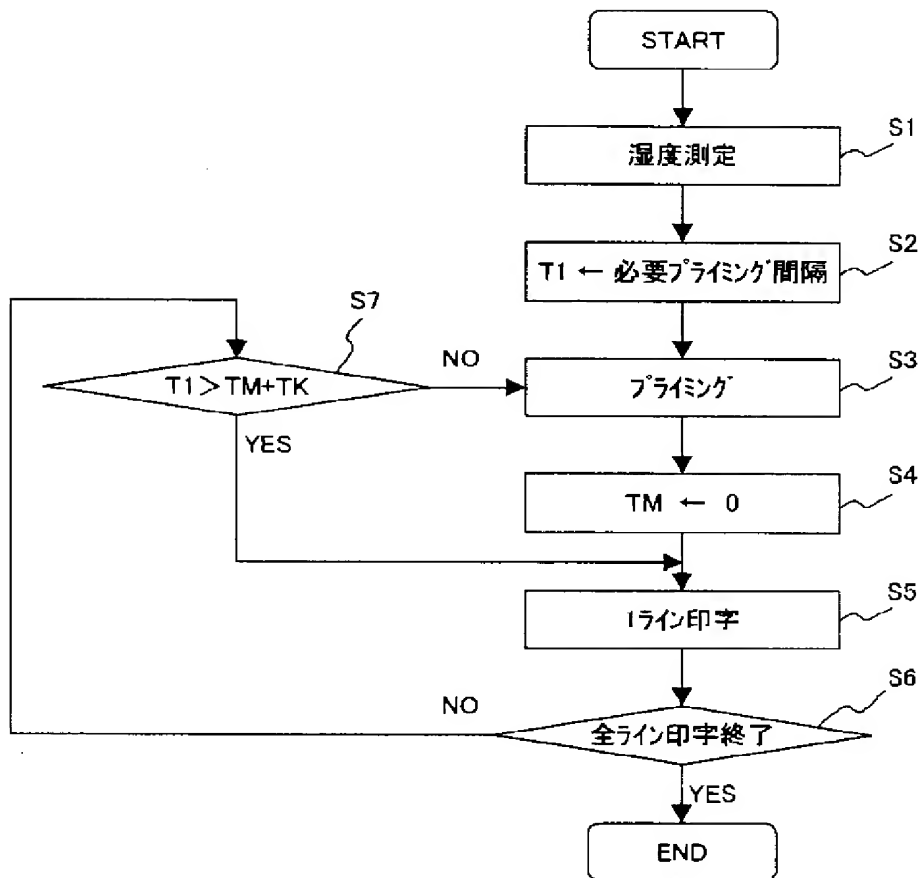 START
S1
湿度測定
S2
T1 ← 必要プライミング間隔
S7
NO
S3
T1>TM+TK
プライミング
YES
S4
TM ← 0
S5
1ライン印字
S6
NO
全ライン印字終了
YES
END